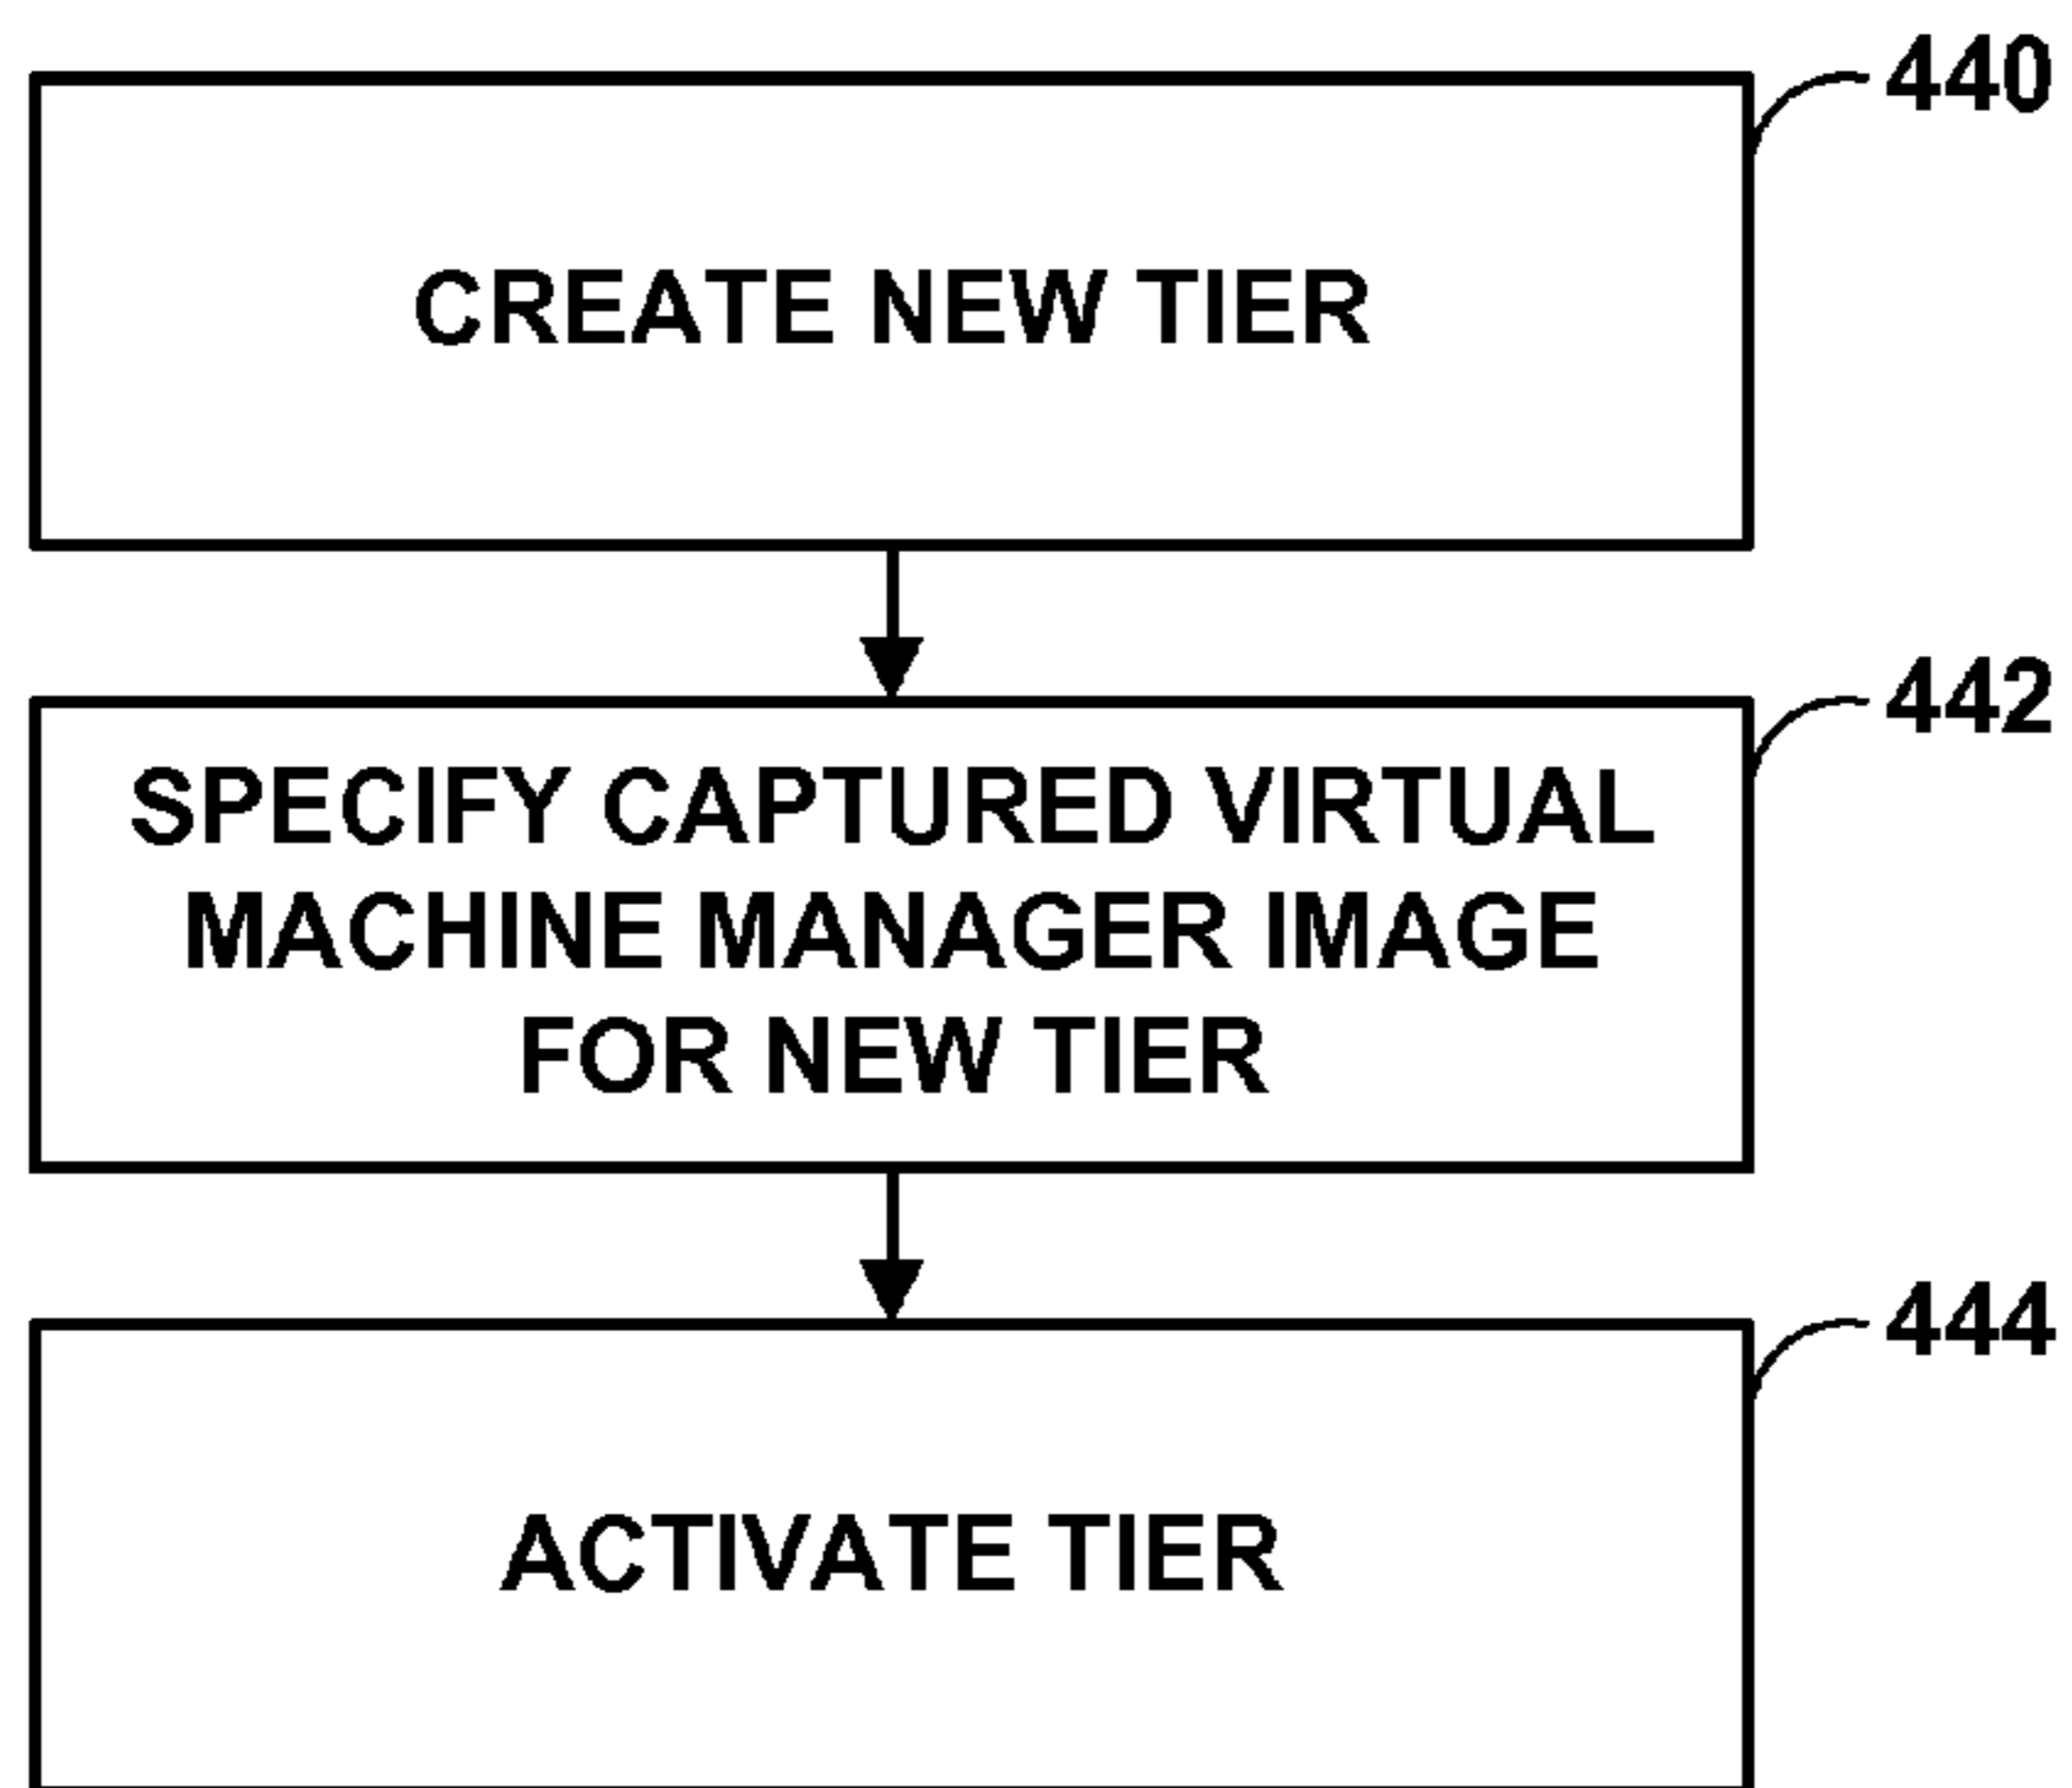 440
CREATE NEW TIER
442
SPECIFY CAPTURED VIRTUAL
MACHINE MANAGER IMAGE
FOR NEW TIER
444
ACTIVATE TIER